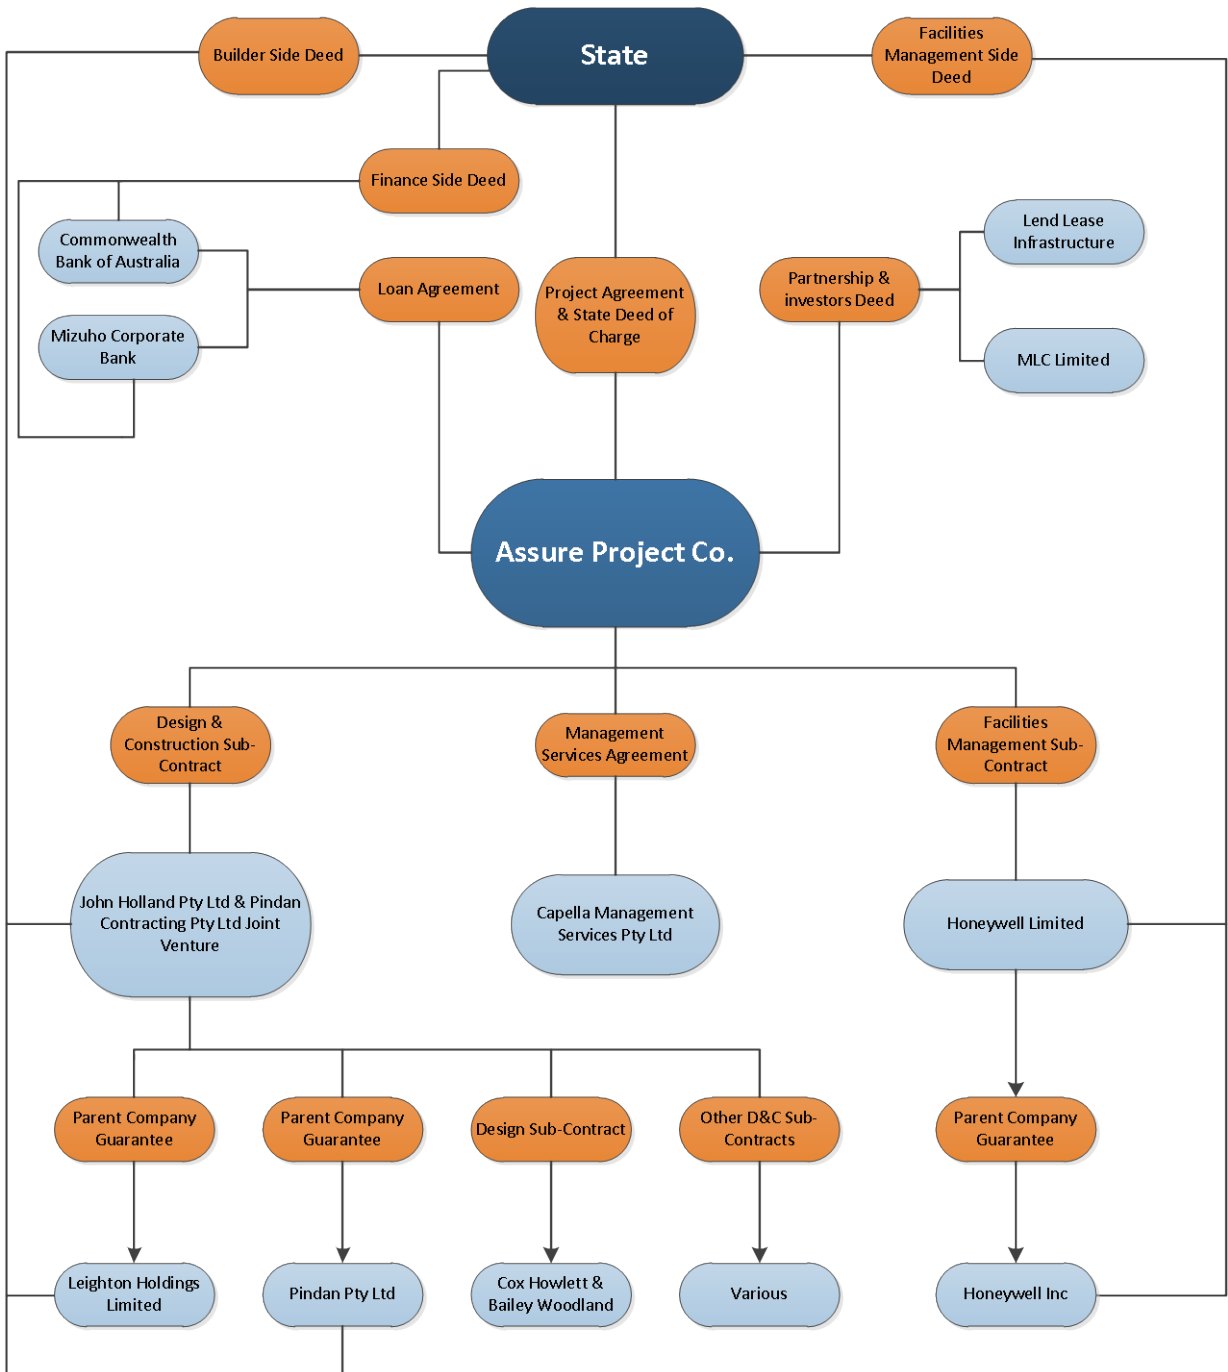 Builder Side Deed
State
Facilities
Management Side
Deed
Finance Side Deed
Commonwealth
Bank of Australia
Lend Lease
Infrastructure
Loan Agreement
Project Agreement
& State Deed of
Charge
Partnership &
investors Deed
Mizuho Corporate
Bank
MLC Limited
Assure Project Co.
Design &
Construction Sub-
Contract
Management
Services Agreement
Facilities
Management Sub-
Contract
John Holland Pty Ltd & Pindan
Contracting Pty Ltd Joint
Venture
Capella Management
Services Pty Ltd
Honeywell Limited
Parent Company
Guarantee
Parent Company
Guarantee
Design Sub-Contract
Other D&C Sub-
Contracts
Parent Company
Guarantee
Leighton Holdings
Limited
Pindan Pty Ltd
Cox Howlett &
Bailey Woodland
Various
Honeywell Inc